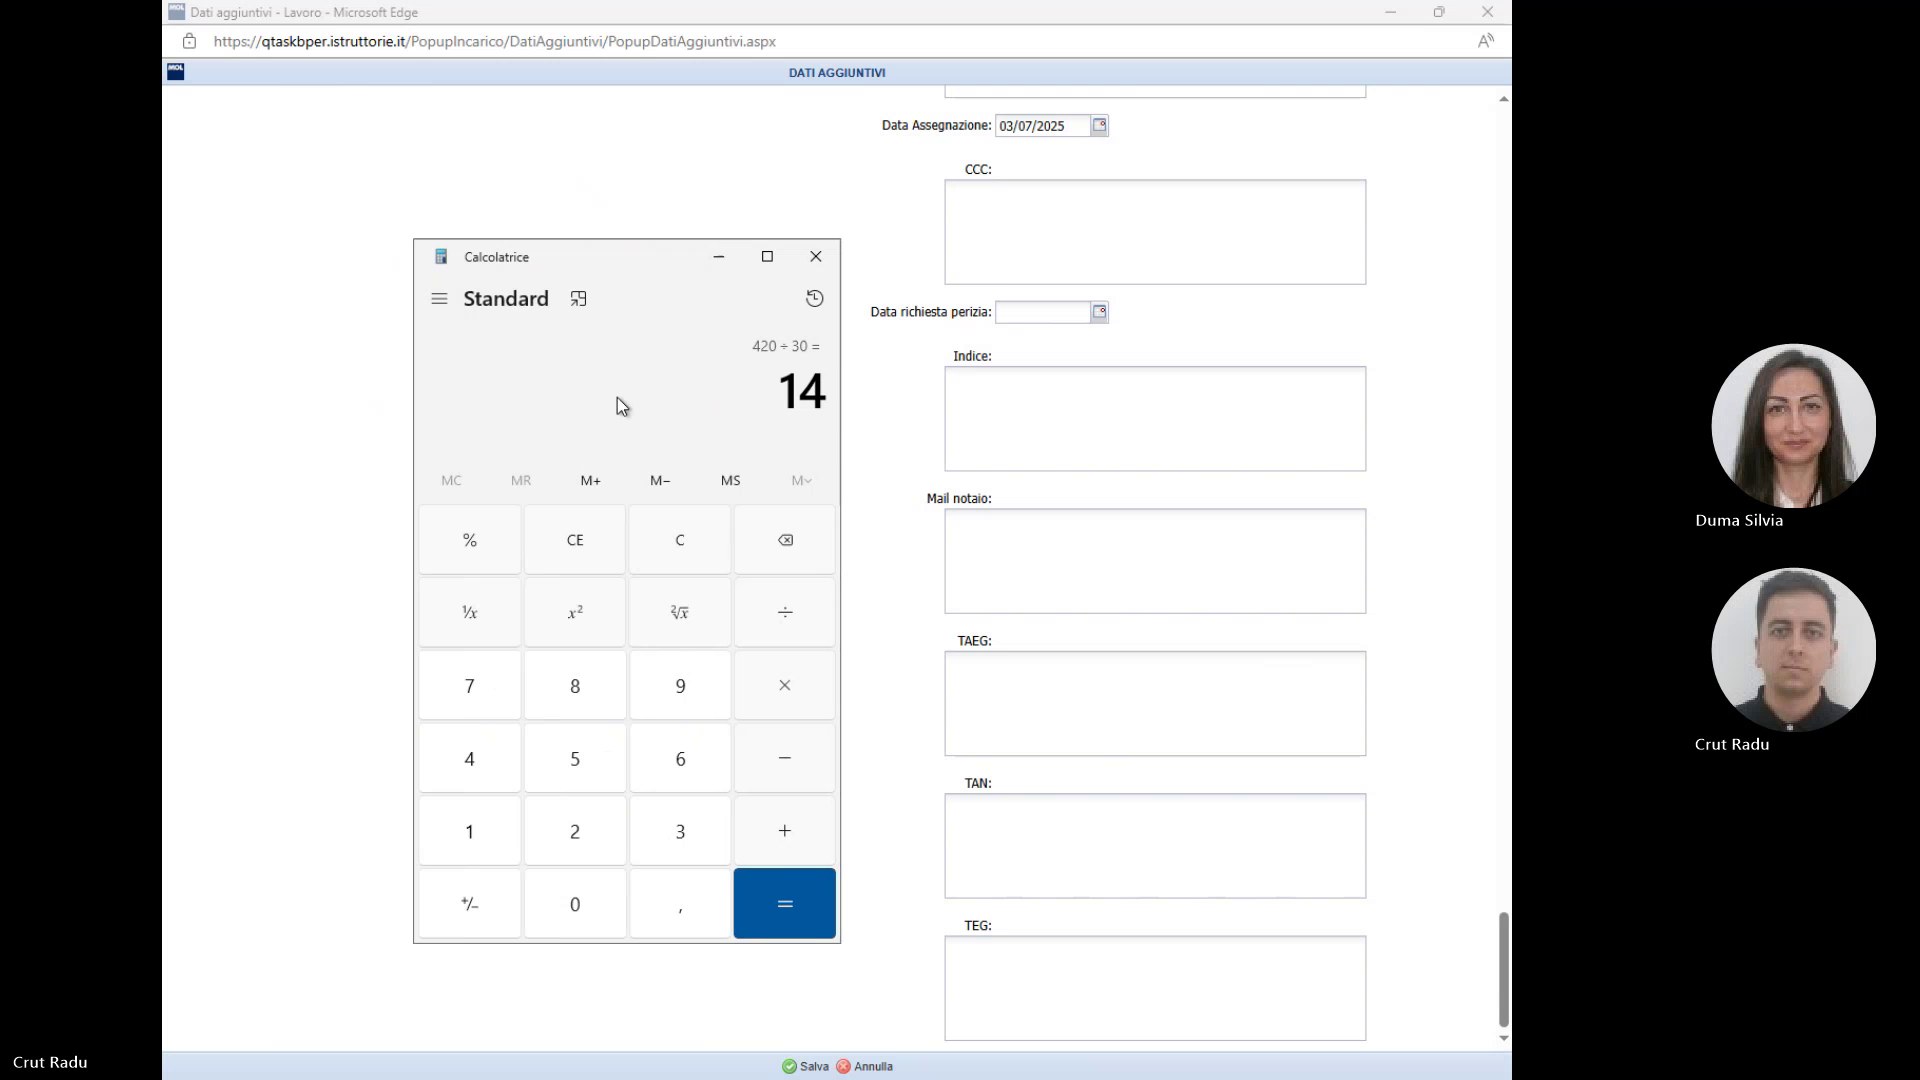 MOL Dati aggiuntivi - Lavoro - Microsoft Edge
https://qtaskbper.istruttorie.it/PopupIncarico/DatiAggiuntivi/PopupDatiAggiuntivi.aspx
MOL DATI AGGIUNTIVI
Data Assegnazione: 03/07/2025
CCC:
Data richiesta perizia:
Indice:
Mail notaio:
TAEG:
TAN:
TEG:
Salva Annulla
Calcolatrice
Standard
420 ÷ 30 =
14
MC MR M+ M− MS M
% CE C
¹/x x² ²√x ÷
7 8 9 ×
4 5 6 −
1 2 3 +
+/− 0 , =
Duma Silvia
Crut Radu
Crut Radu